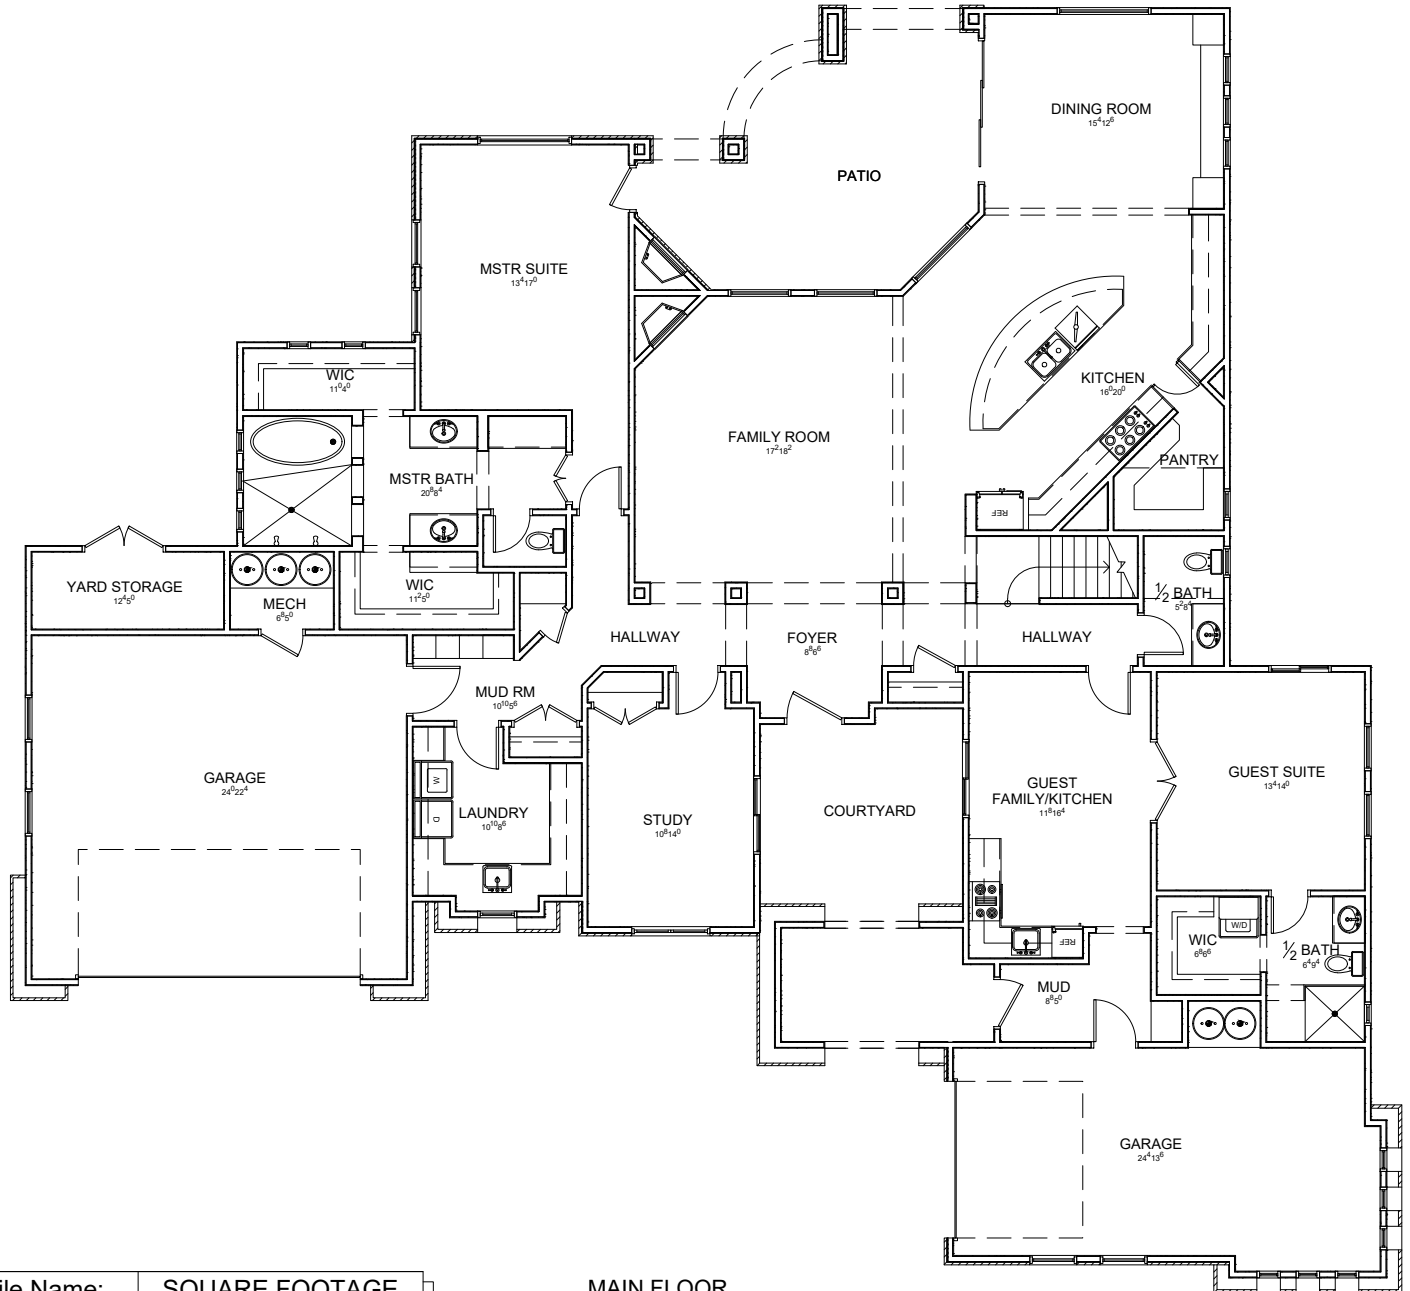 DINING ROOM
15⁴12⁶
PATIO
MSTR SUITE
13⁴17⁰
WIC
11⁰4⁰
KITCHEN
16⁰20⁰
FAMILY ROOM
17²18²
PANTRY
MSTR BATH
20⁸8⁴
REF
YARD STORAGE
12⁴5⁰
MECH
6⁸5⁰
WIC
11²5⁰
½ BATH
5²8⁴
HALLWAY
FOYER
8⁸6⁶
HALLWAY
MUD RM
10¹⁰5⁶
GARAGE
24⁰22⁴
W
D
LAUNDRY
10¹⁰8⁶
STUDY
10⁸14⁰
COURTYARD
GUEST
FAMILY/KITCHEN
11⁸16⁴
GUEST SUITE
13⁴14⁰
W/D
REF
WIC
6⁸6⁶
½ BATH
6⁴9⁴
MUD
8⁸5⁰
GARAGE
24⁴13⁶
ile Name:
SQUARE FOOTAGE
MAIN FLOOR